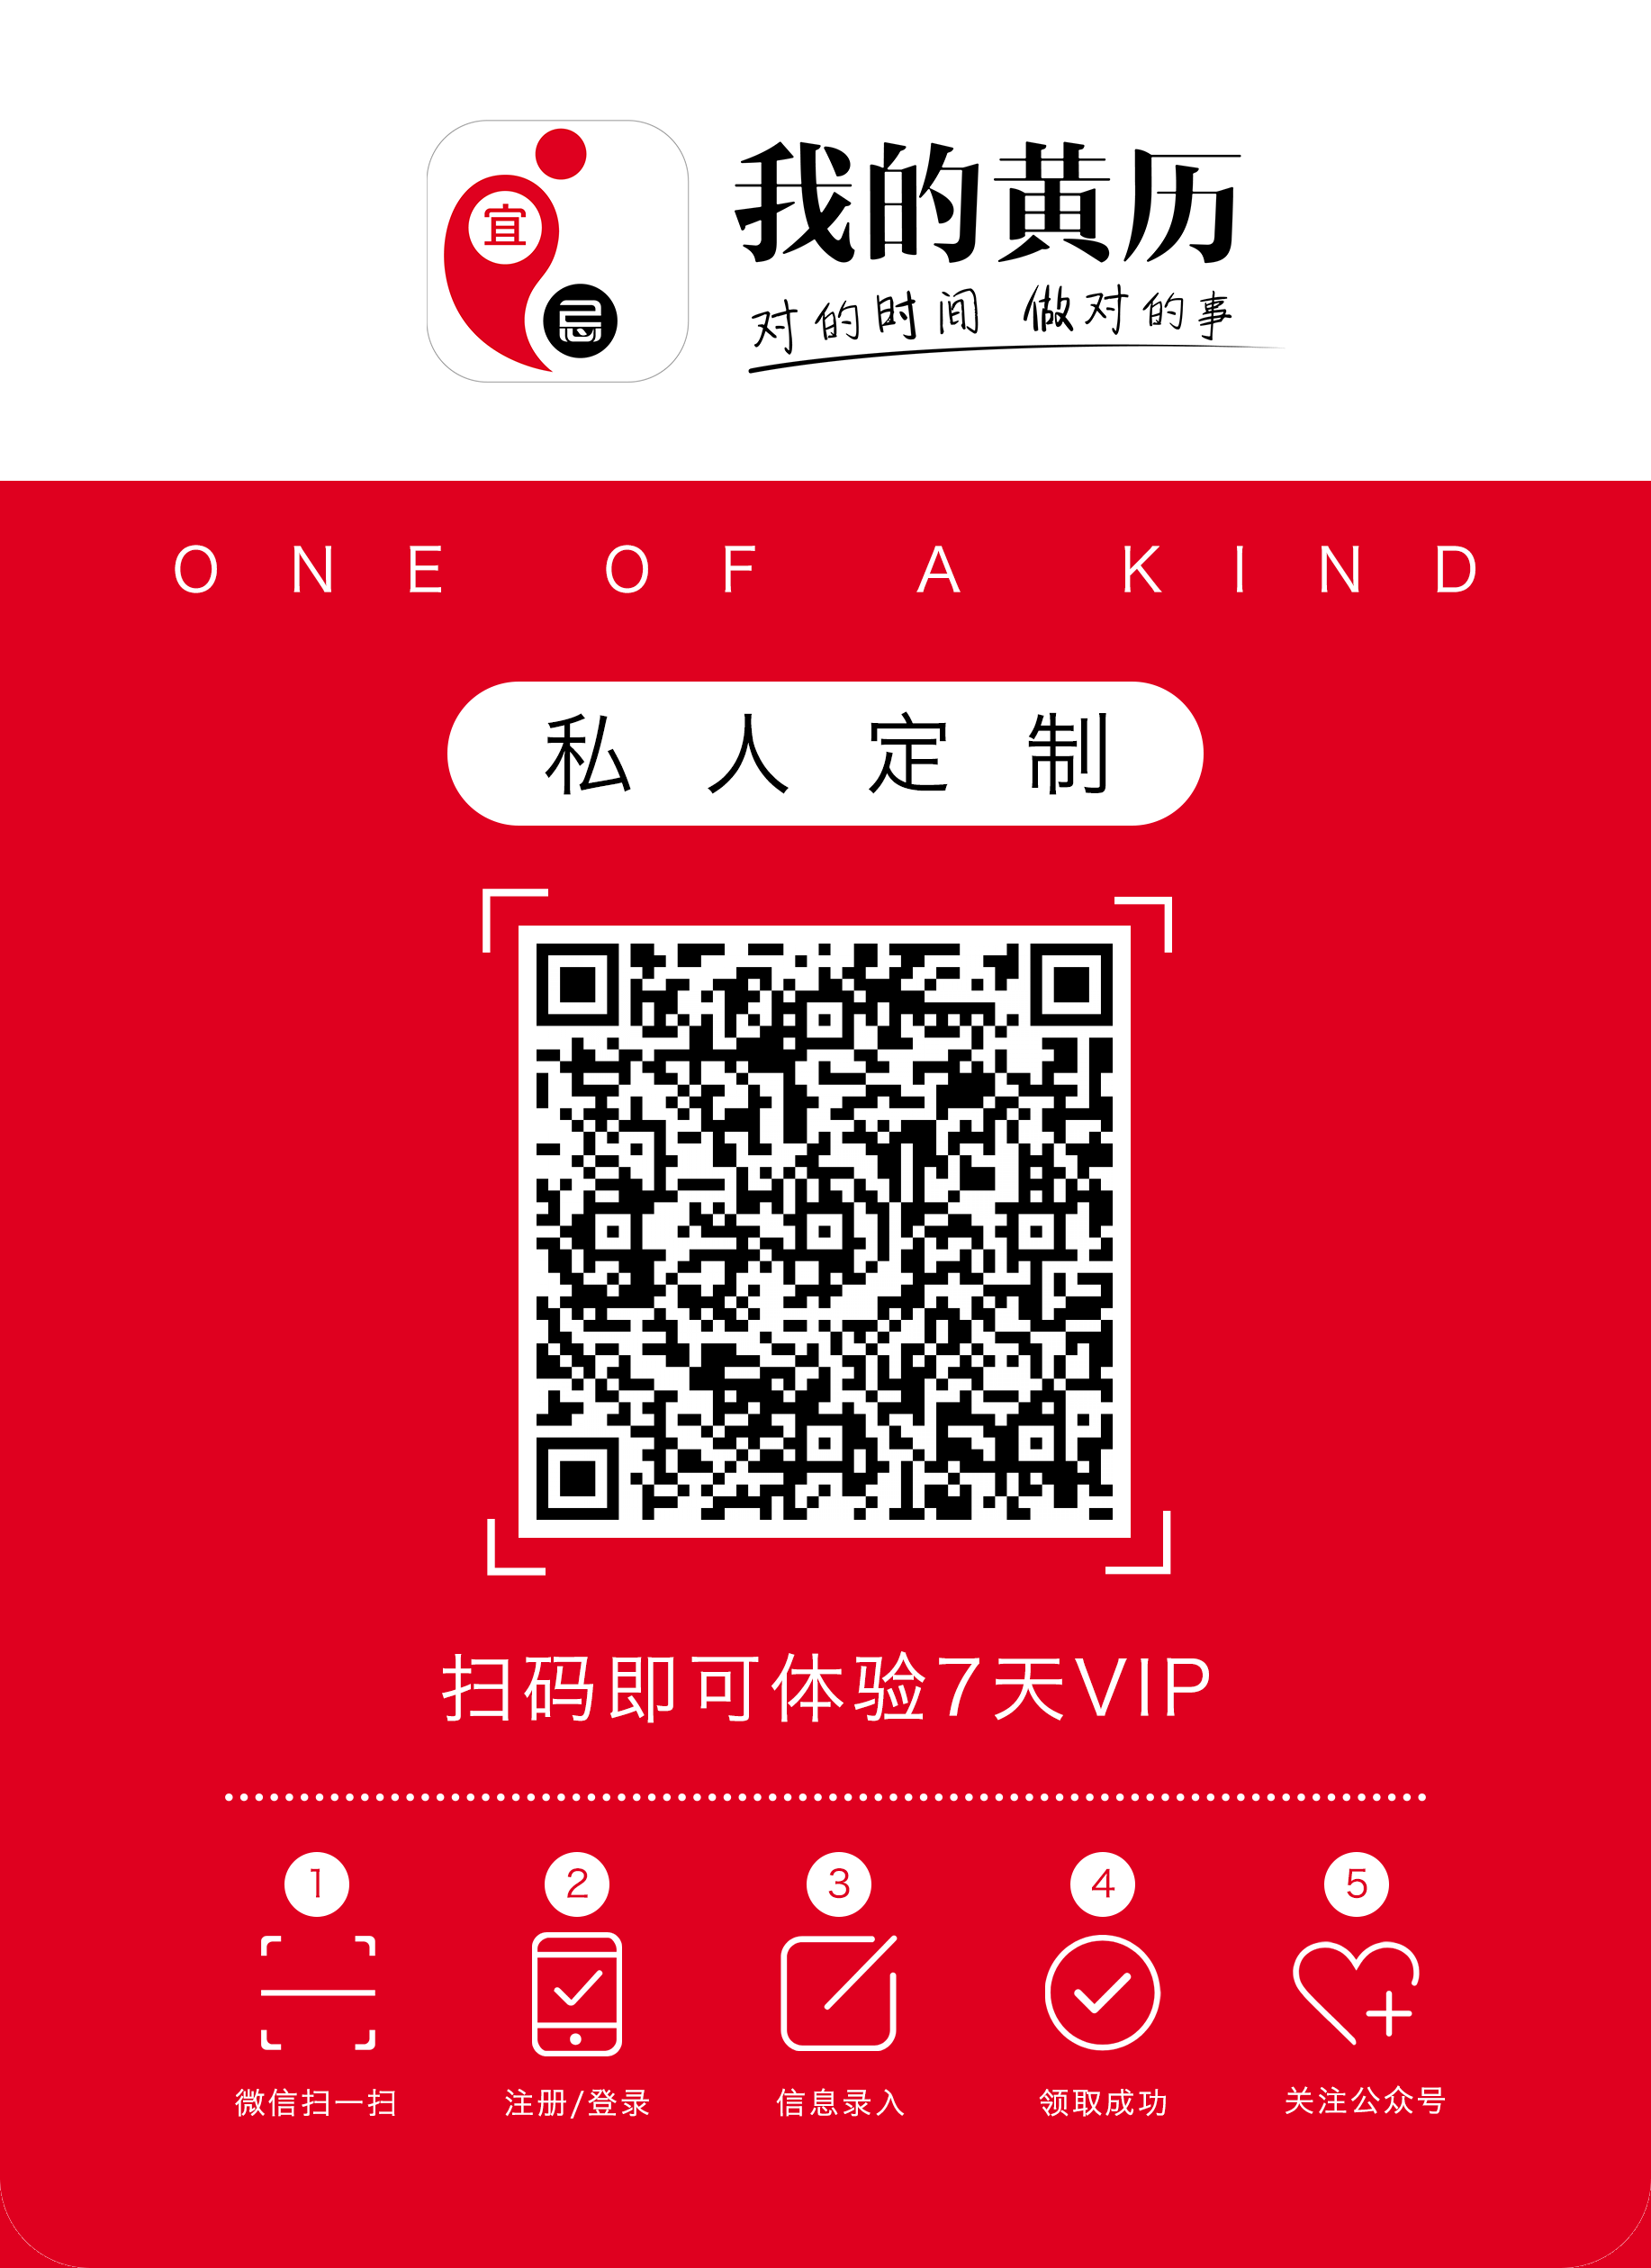 宜
忌
我的黄历
对的时间 做对的事
ONE OF A KIND
私人定制
扫码即可体验7天VIP
1 2 3 4 5
微信扫一扫 注册/登录 信息录入 领取成功 关注公众号